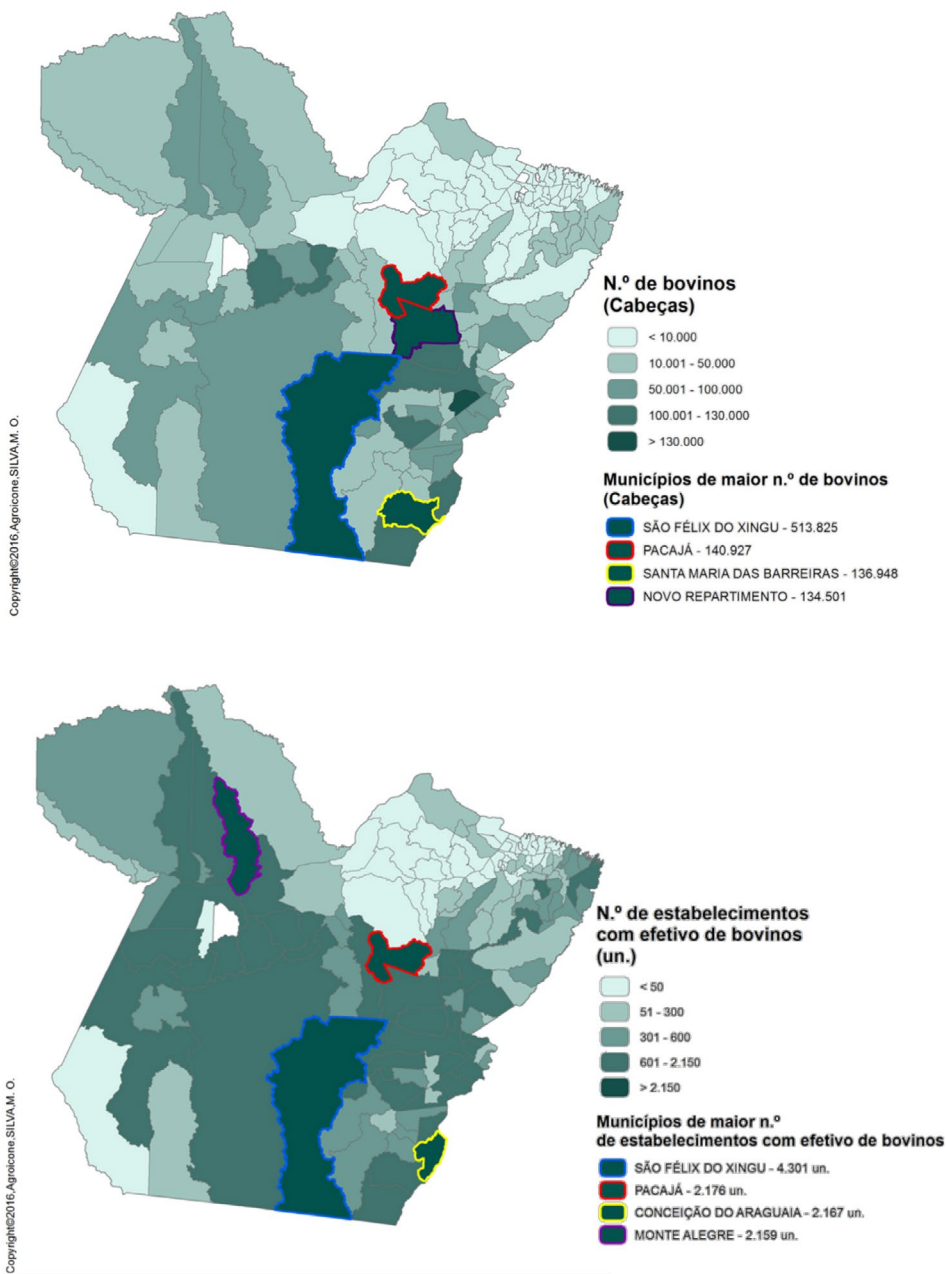 N.º de bovinos
(Cabeças)
< 10.000
10.001 - 50.000
50.001 - 100.000
100.001 - 130.000
> 130.000
Municípios de maior n.º de bovinos
(Cabeças)
SÃO FÉLIX DO XINGU - 513.825
PACAJÁ - 140.927
SANTA MARIA DAS BARREIRAS - 136.948
NOVO REPARTIMENTO - 134.501
Copyright©2016,Agroicone,SILVA,M. O.
N.º de estabelecimentos
com efetivo de bovinos
(un.)
< 50
51 - 300
301 - 600
601 - 2.150
> 2.150
Municípios de maior n.º
de estabelecimentos com efetivo de bovinos
SÃO FÉLIX DO XINGU - 4.301 un.
PACAJÁ - 2.176 un.
CONCEIÇÃO DO ARAGUAIA - 2.167 un.
MONTE ALEGRE - 2.159 un.
Copyright©2016,Agroicone,SILVA,M. O.